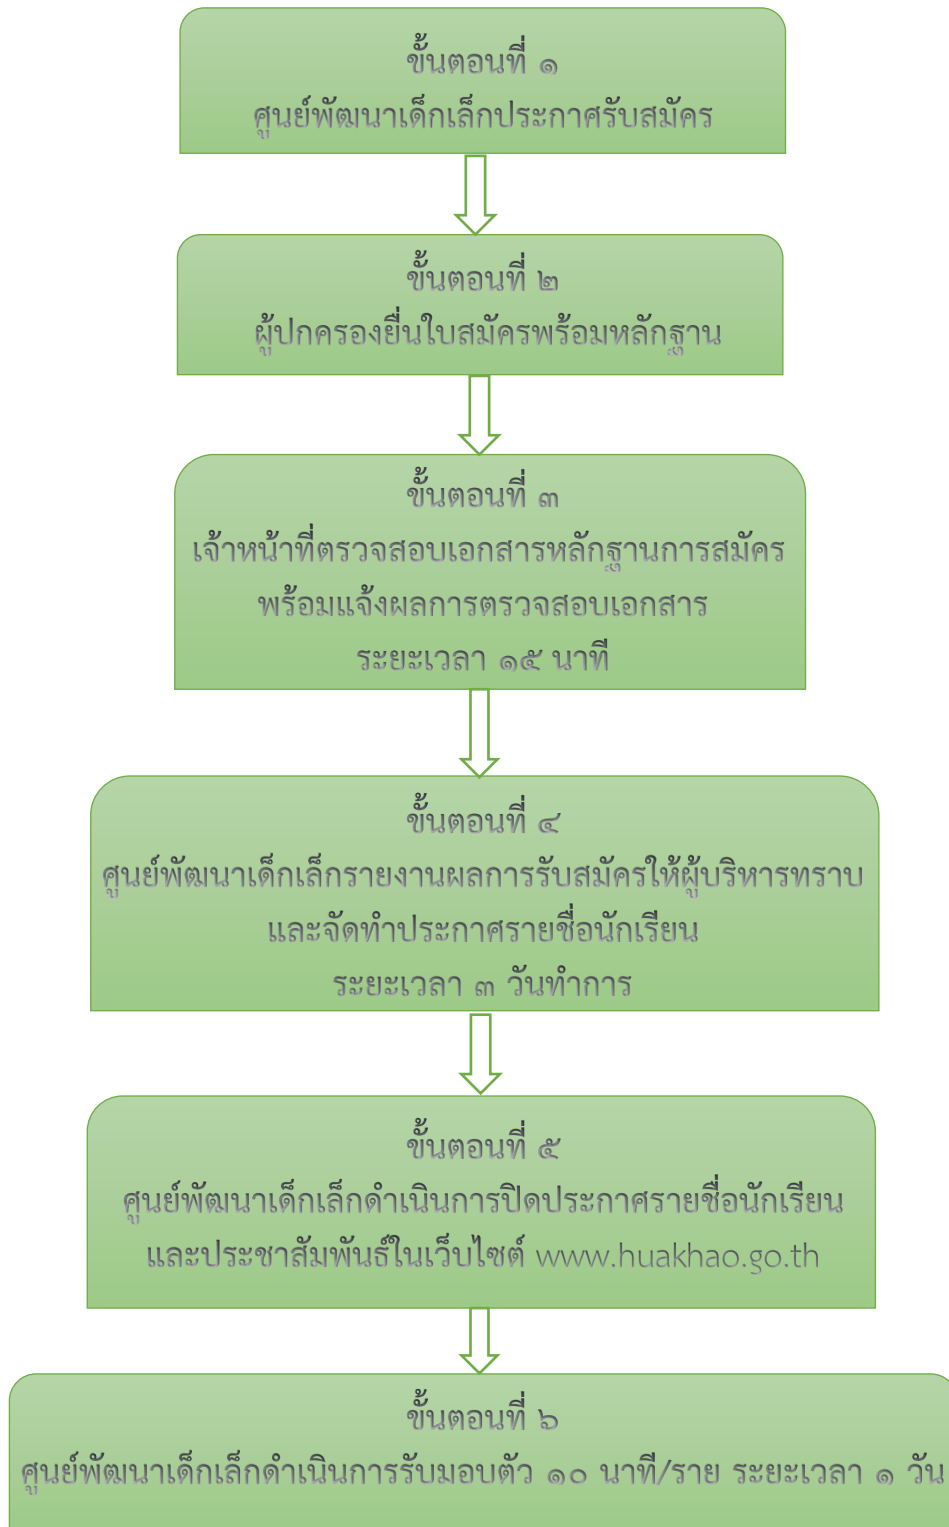 ขั้นตอนที่ ๑
ศูนย์พัฒนาเด็กเล็กประกาศรับสมัคร
ขั้นตอนที่ ๒
ผู้ปกครองยื่นใบสมัครพร้อมหลักฐาน
ขั้นตอนที่ ๓
เจ้าหน้าที่ตรวจสอบเอกสารหลักฐานการสมัคร
พร้อมแจ้งผลการตรวจสอบเอกสาร
ระยะเวลา ๑๕ นาที
ขั้นตอนที่ ๔
ศูนย์พัฒนาเด็กเล็กรายงานผลการรับสมัครให้ผู้บริหารทราบ
และจัดทำประกาศรายชื่อนักเรียน
ระยะเวลา ๓ วันทำการ
ขั้นตอนที่ ๕
ศูนย์พัฒนาเด็กเล็กดำเนินการปิดประกาศรายชื่อนักเรียน
และประชาสัมพันธ์ในเว็บไซต์ www.huakhao.go.th
ขั้นตอนที่ ๖
ศูนย์พัฒนาเด็กเล็กดำเนินการรับมอบตัว ๑๐ นาที/ราย ระยะเวลา ๑ วัน